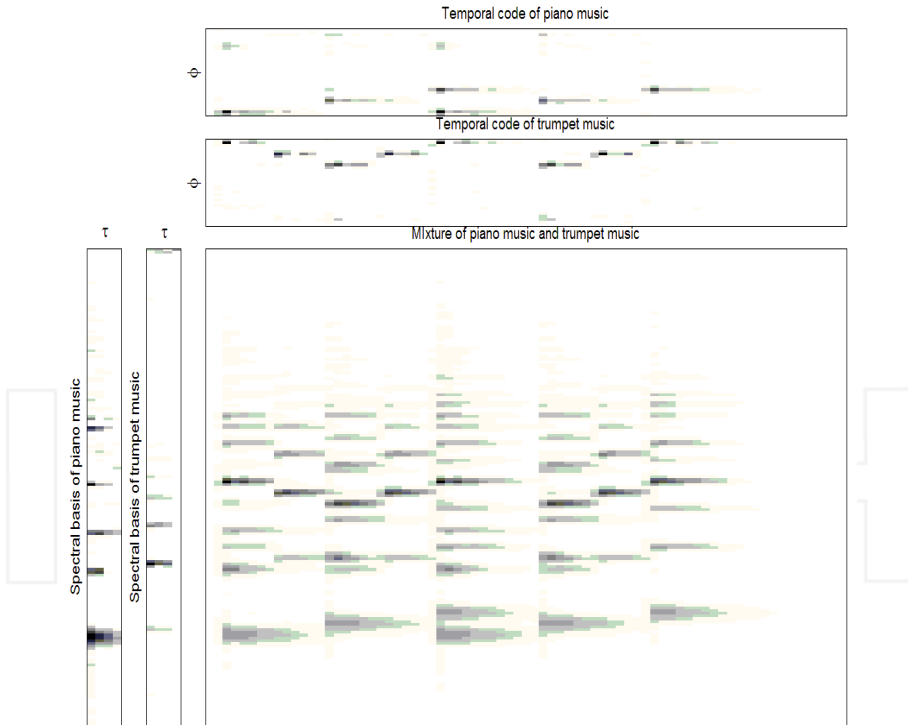 Temporal code of piano music
ϕ
Temporal code of trumpet music
ϕ
τ
τ
MIxture of piano music and trumpet music
Spectral basis of piano music
Spectral basis of trumpet music